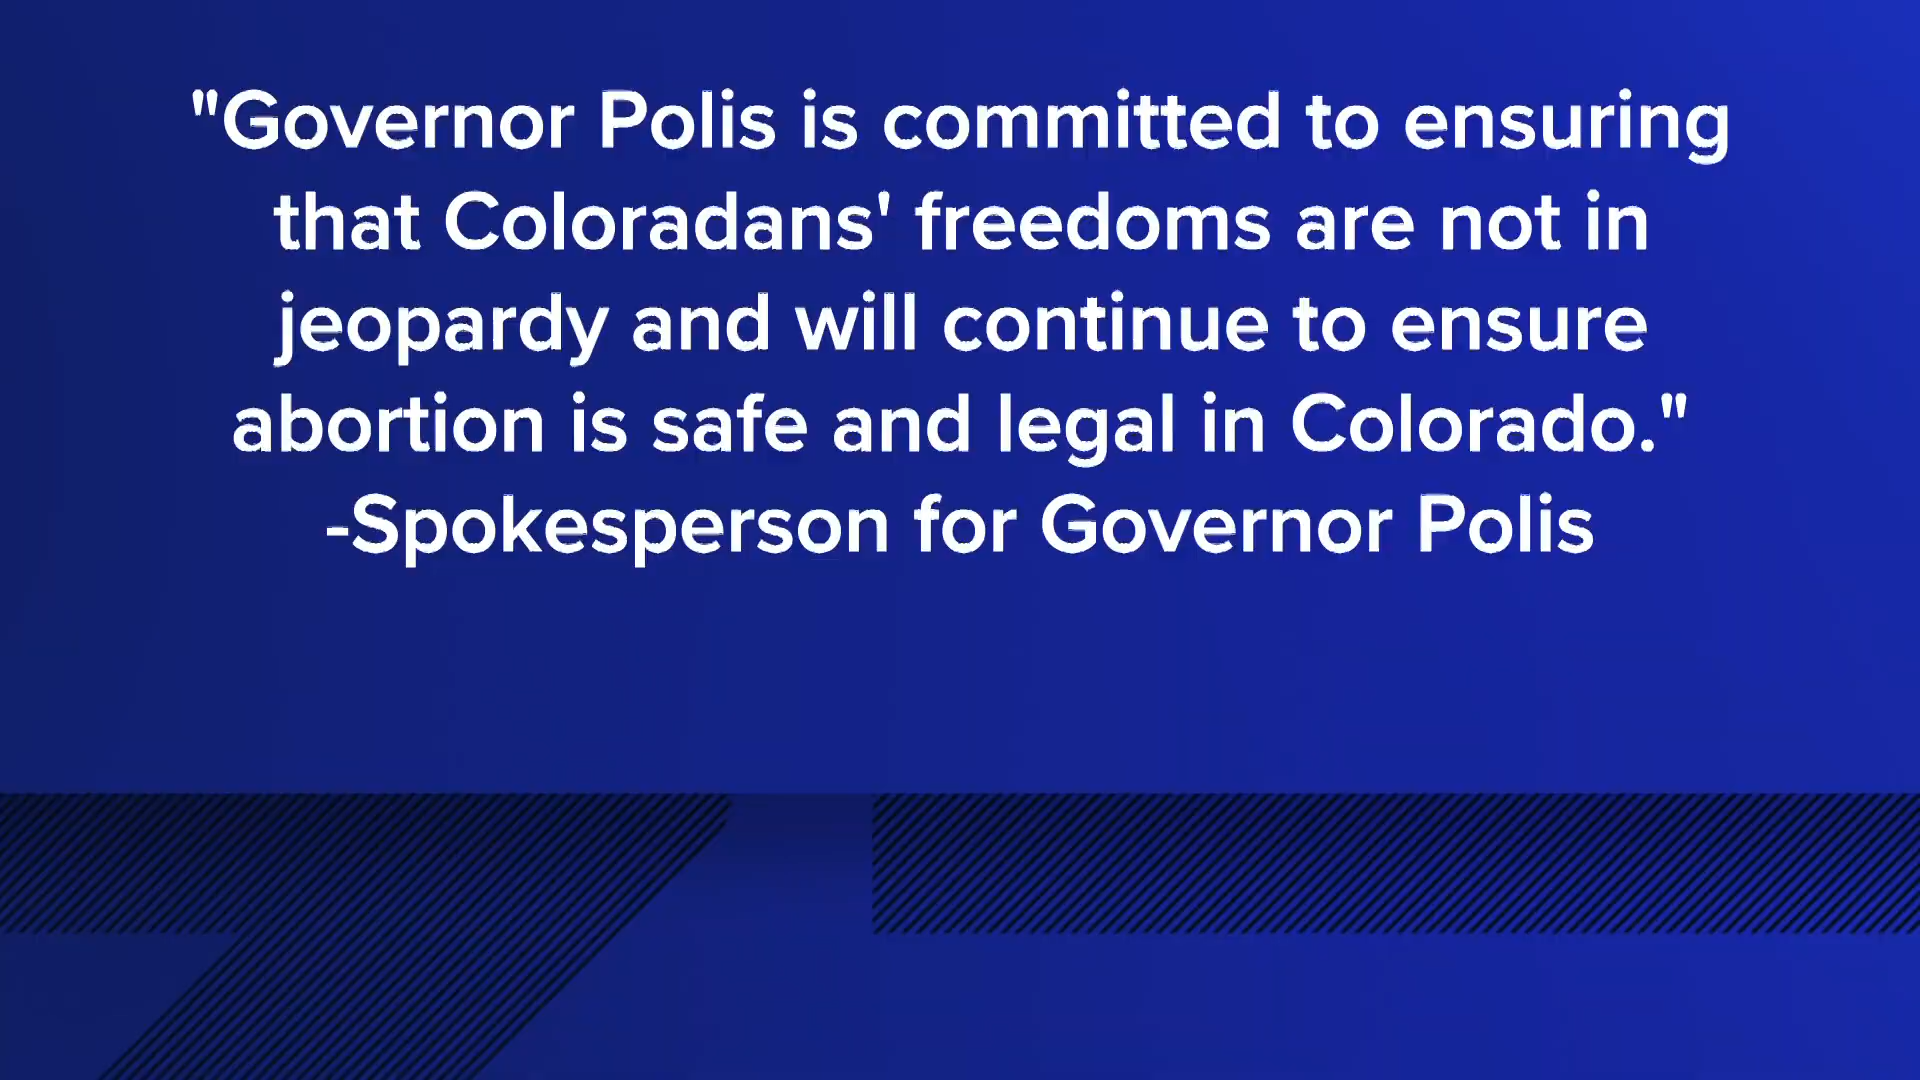 "Governor Polis is committed to ensuring
that Coloradans' freedoms are not in
jeopardy and will continue to ensure
abortion is safe and legal in Colorado."
-Spokesperson for Governor Polis